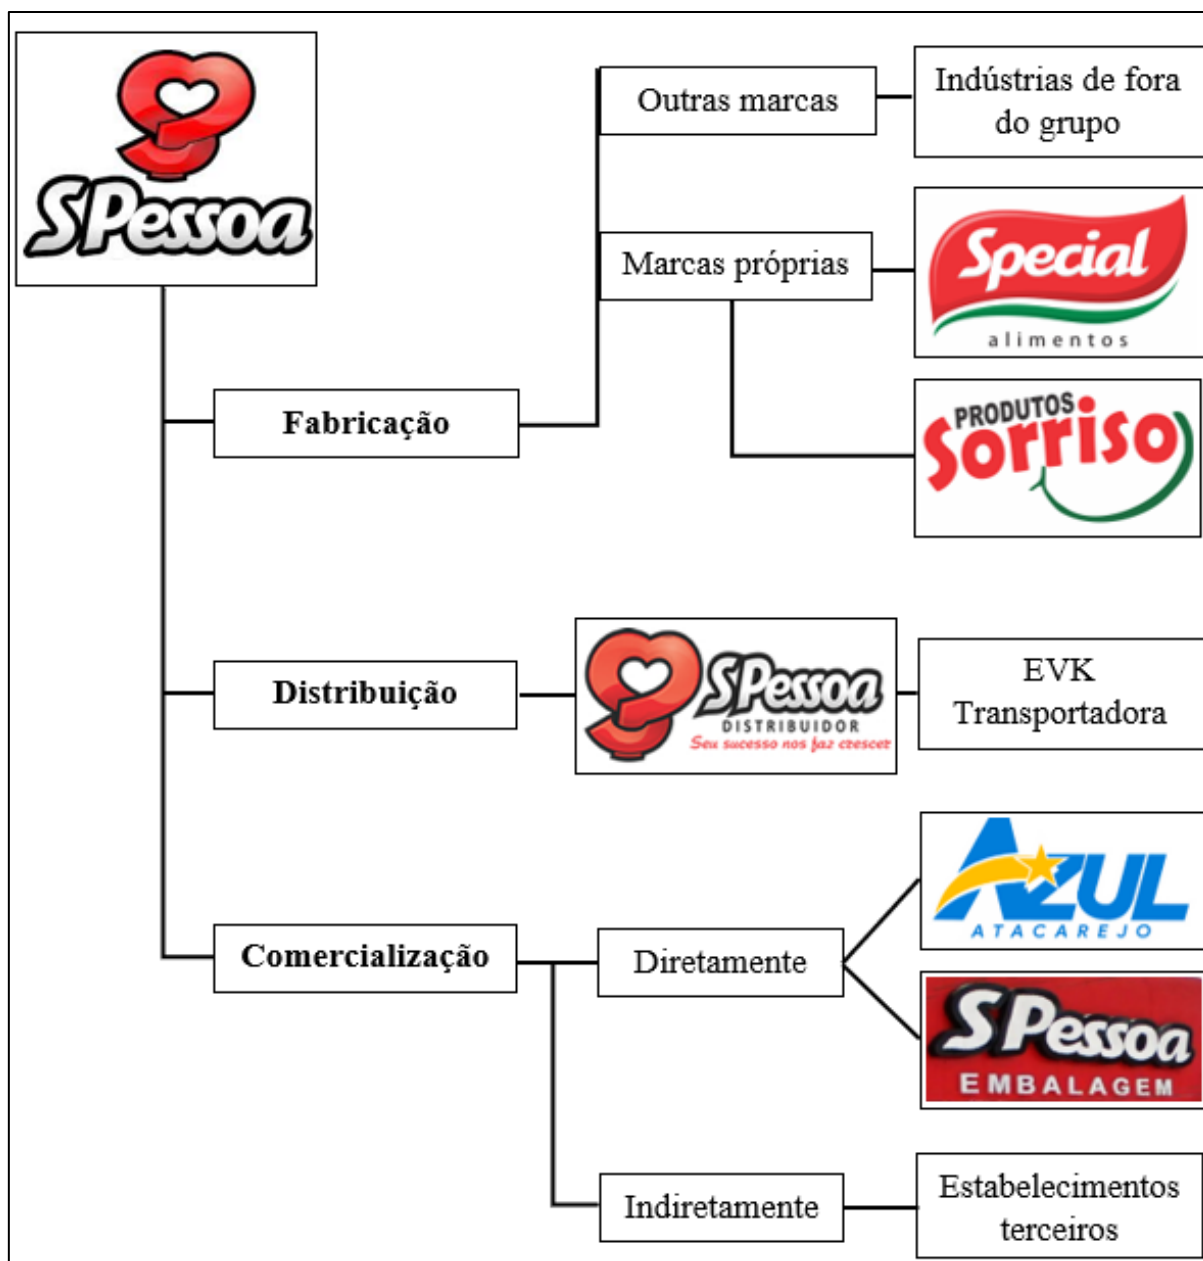 SPessoa
Outras marcas
Indústrias de fora
do grupo
Marcas próprias
Special
alimentos
Fabricação
PRODUTOS
Sorriso
Distribuição
SPessoa
DISTRIBUIDOR
Seu sucesso nos faz crescer
EVK
Transportadora
Comercialização
Diretamente
AZUL
ATACAREJO
SPessoa
EMBALAGEM
Indiretamente
Estabelecimentos
terceiros